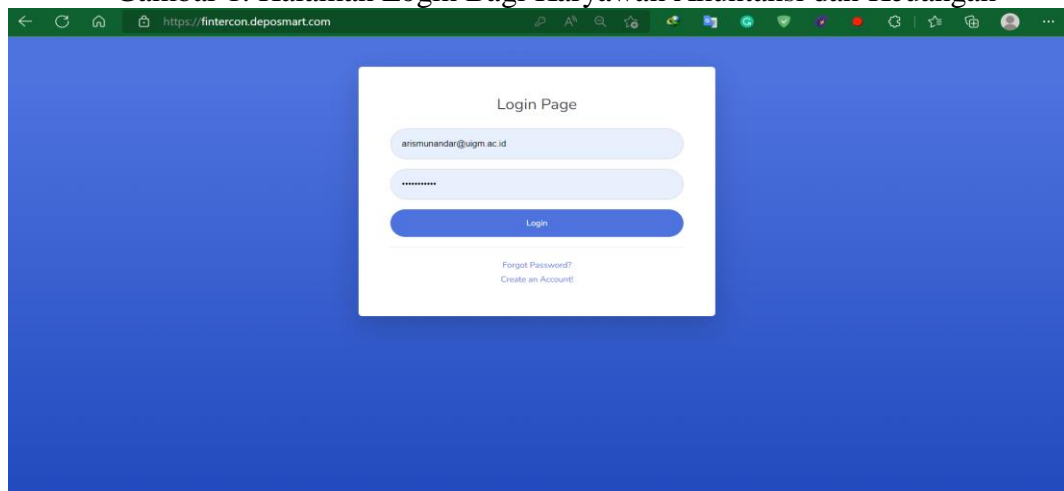 Gambar 1. Halaman Login Bagi Karyawan Akuntansi dan Keuangan
https://fintercon.deposmart.com
Login Page
arismunandar@uigm.ac.id
•••••••••••
Login
Forgot Password?
Create an Account!